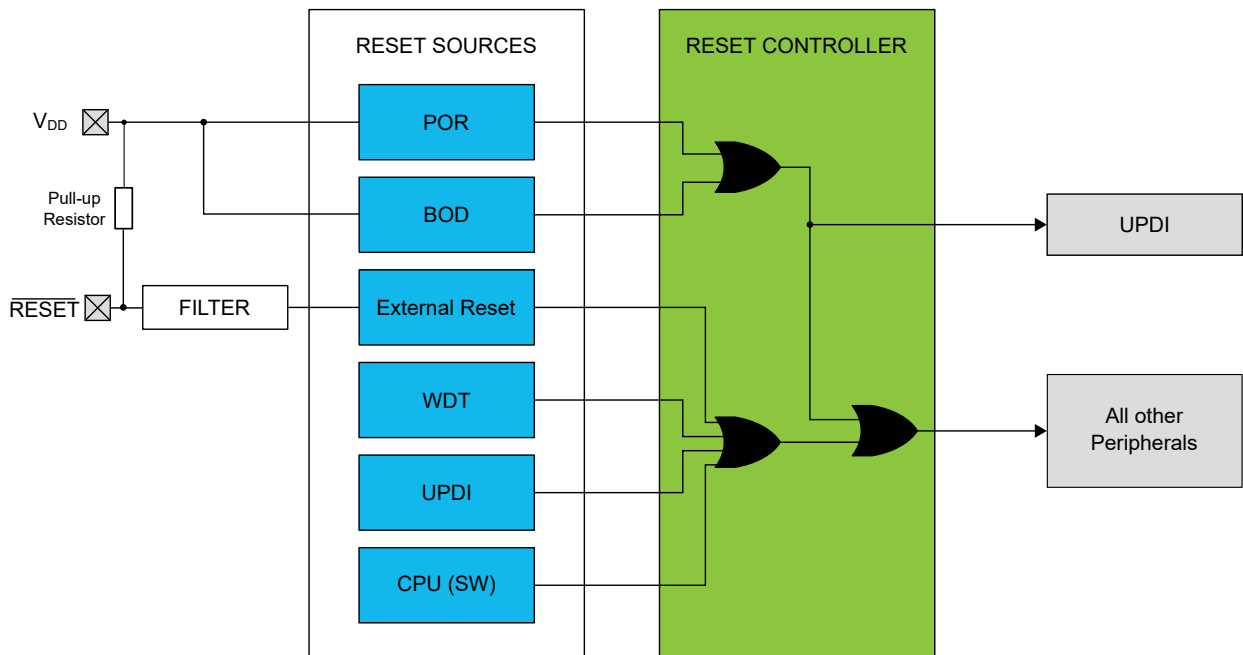 RESET SOURCES
RESET CONTROLLER
VDD
POR
Pull-up
Resistor
BOD
UPDI
RESET
FILTER
External Reset
WDT
All other
Peripherals
UPDI
CPU (SW)